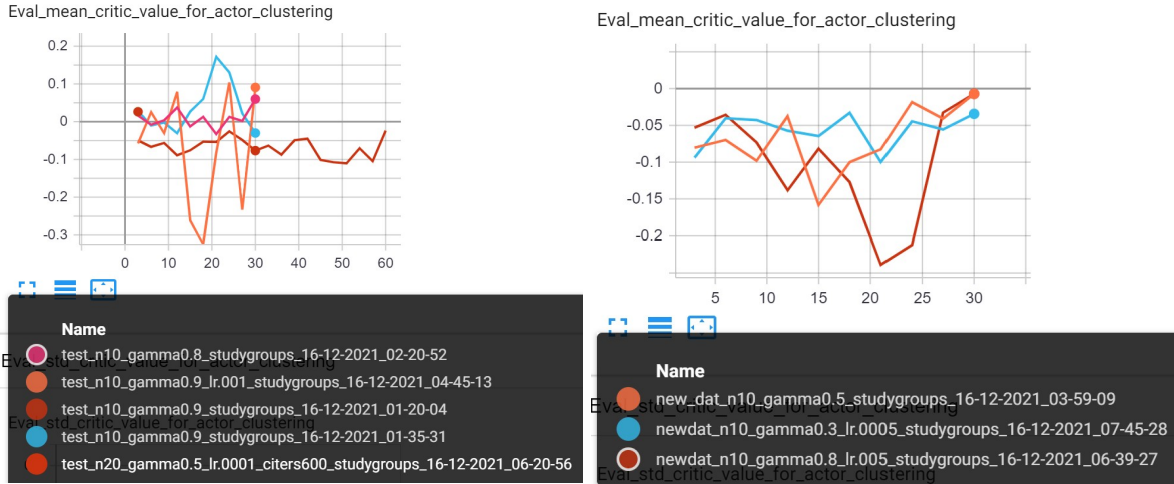 Eval_mean_critic_value_for_actor_clustering
0.2
0.1
0
-0.1
-0.2
-0.3
0 10 20 30 40 50 60
Name
test_n10_gamma0.8_studygroups_16-12-2021_02-20-52
Eval_std_critic_value_for_actor_clustering
test_n10_gamma0.9_lr.001_studygroups_16-12-2021_04-45-13
test_n10_gamma0.9_studygroups_16-12-2021_01-20-04
Eval_std_critic_value_for_actor_clustering
test_n10_gamma0.9_studygroups_16-12-2021_01-35-31
test_n20_gamma0.5_lr.0001_citers600_studygroups_16-12-2021_06-20-56
Eval_mean_critic_value_for_actor_clustering
0
-0.05
-0.1
-0.15
-0.2
5 10 15 20 25 30
Name
new_dat_n10_gamma0.5_studygroups_16-12-2021_03-59-09
Eval_std_critic_value_for_actor_clustering
newdat_n10_gamma0.3_lr.0005_studygroups_16-12-2021_07-45-28
newdat_n10_gamma0.8_lr.005_studygroups_16-12-2021_06-39-27
Eval_std_critic_value_for_actor_clustering